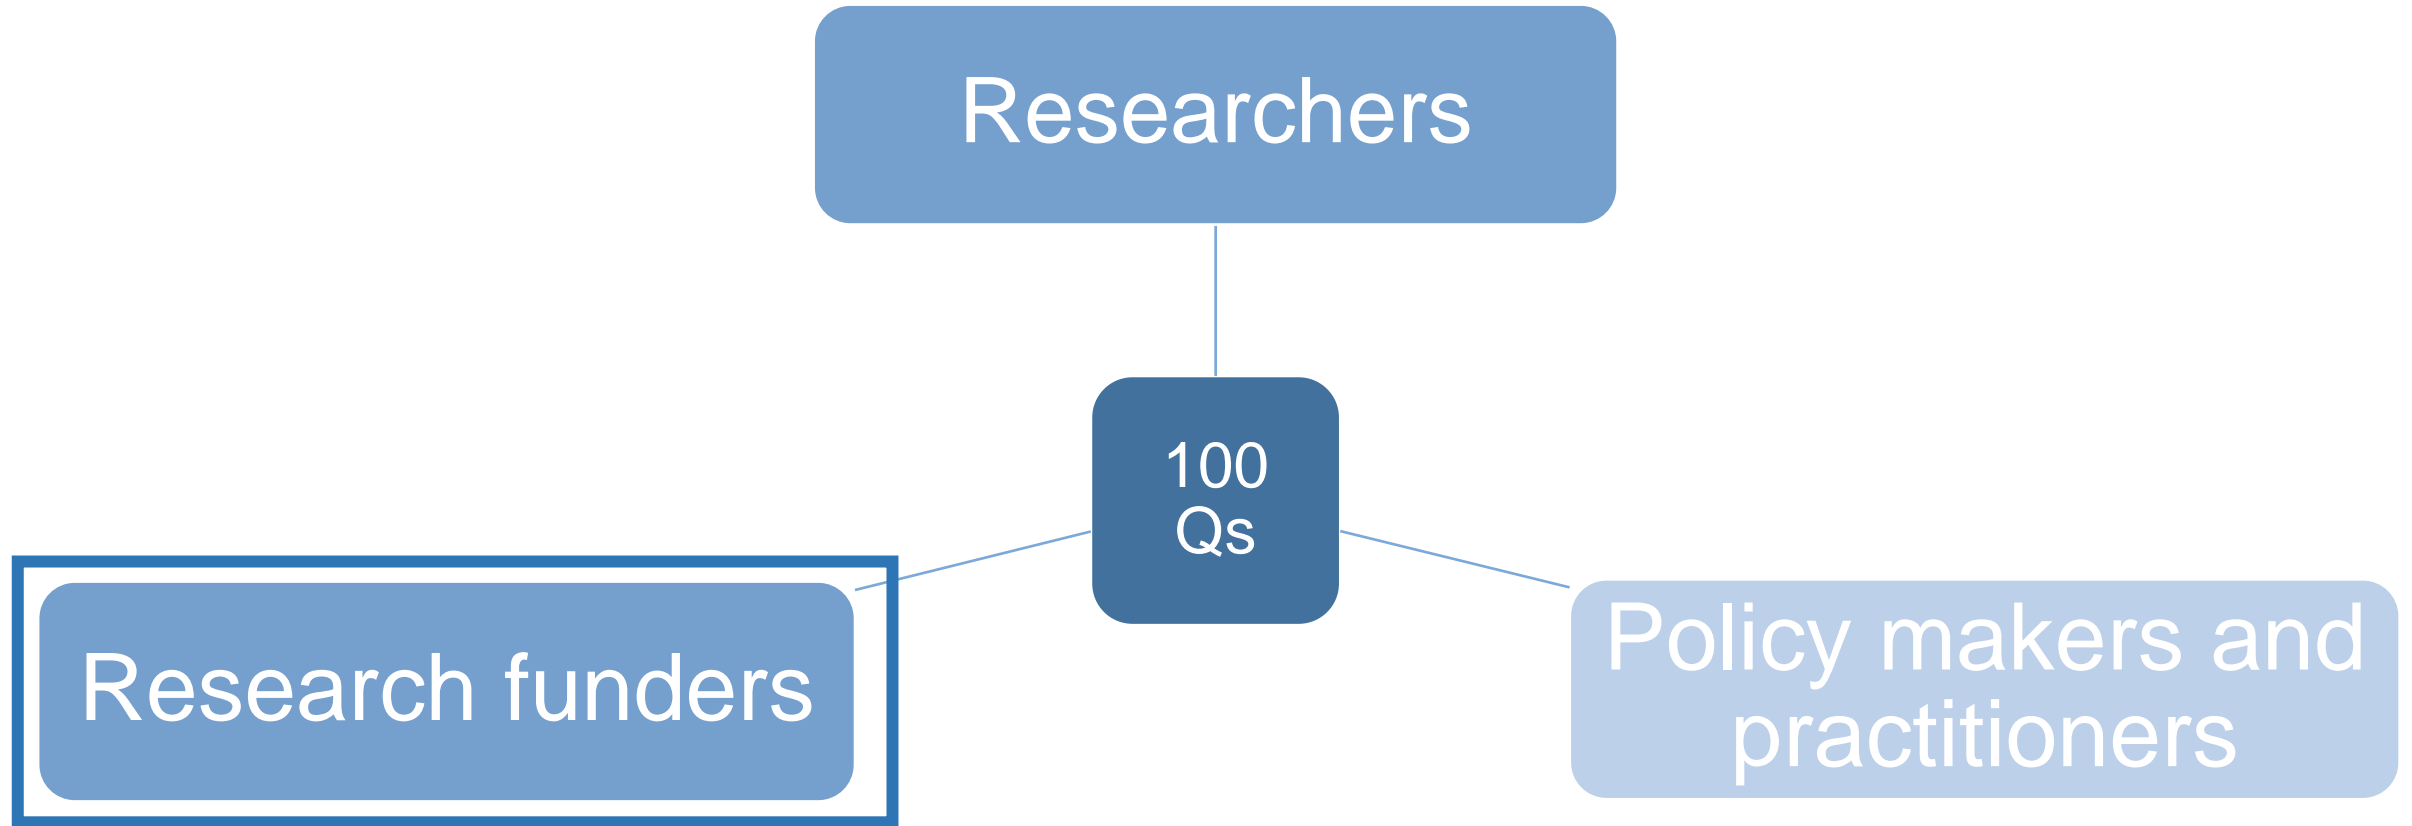 Researchers
100
Qs
Research funders
Policy makers and
practitioners